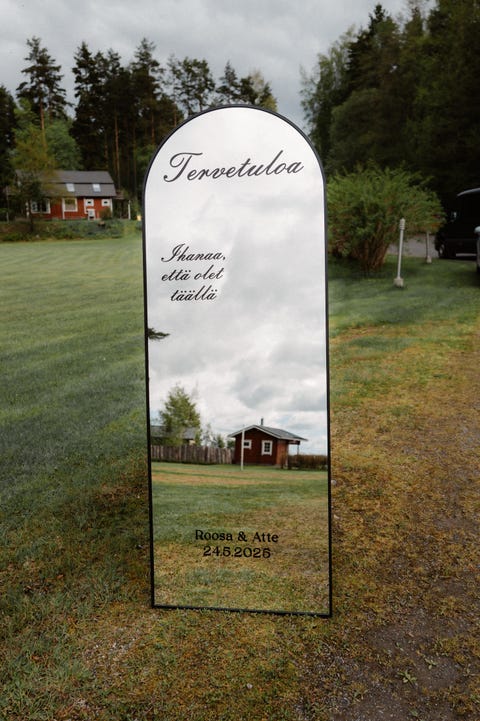 Tervetuloa
Ihanaa,
että olet
täällä
Roosa & Atte
24.5.2025